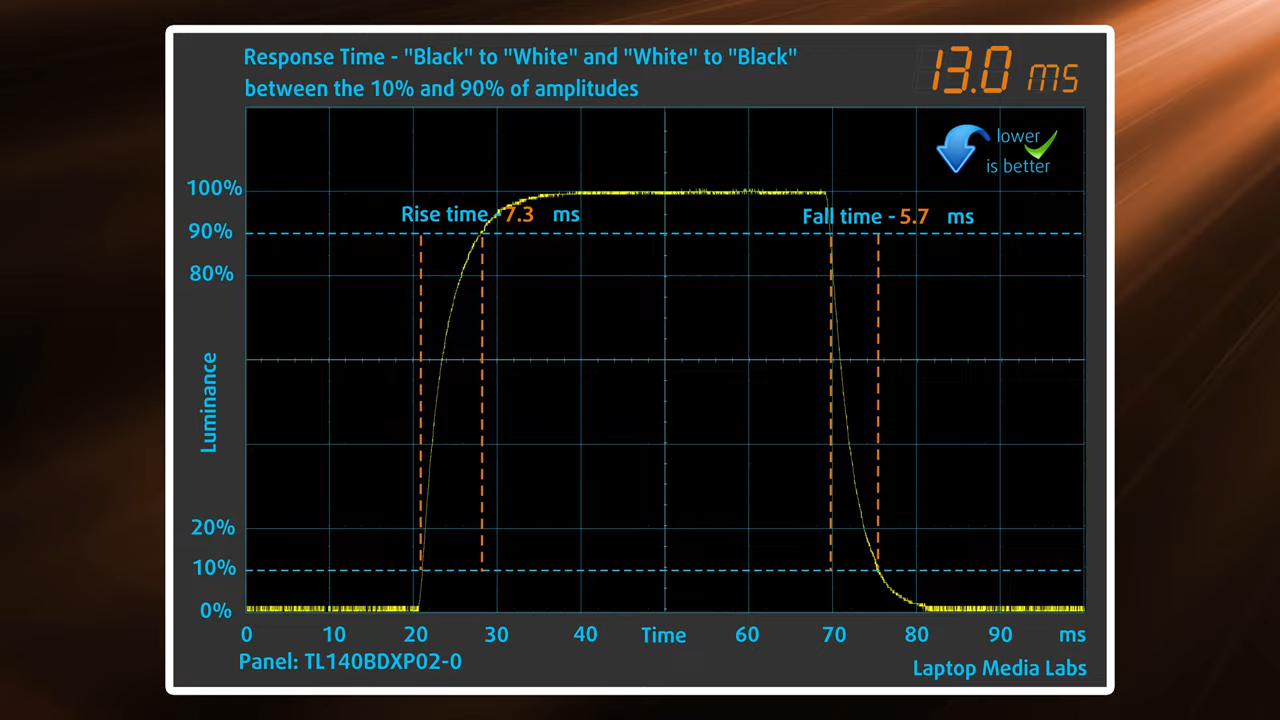 Response Time - "Black" to "White" and "White" to "Black"
between the 10% and 90% of amplitudes
13.0 ms
lower
is better
100%
Rise time - 7.3 ms
Fall time - 5.7 ms
90%
80%
Luminance
20%
10%
0%
0 10 20 30 40 Time 60 70 80 90 ms
Panel: TL140BDXP02-0
Laptop Media Labs